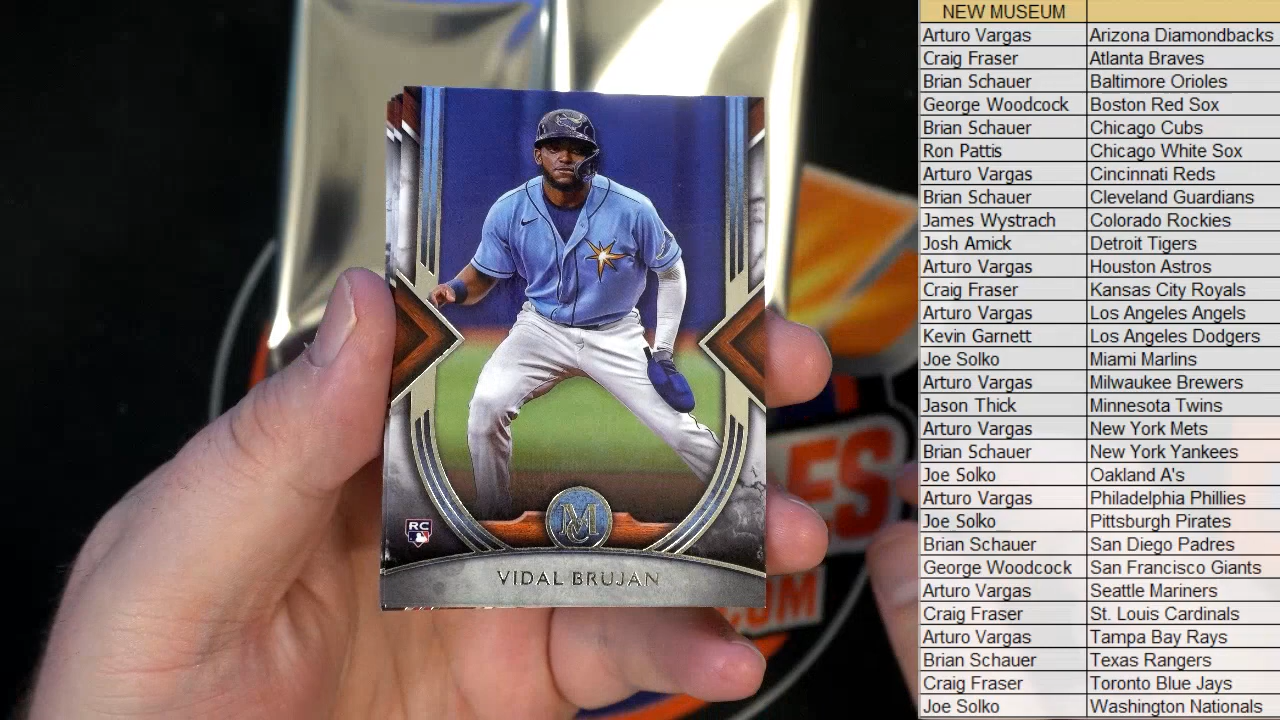 NEW MUSEUM
Arturo Vargas Arizona Diamondbacks
Craig Fraser Atlanta Braves
Brian Schauer Baltimore Orioles
George Woodcock Boston Red Sox
Brian Schauer Chicago Cubs
Ron Pattis Chicago White Sox
Arturo Vargas Cincinnati Reds
Brian Schauer Cleveland Guardians
James Wystrach Colorado Rockies
Josh Amick Detroit Tigers
Arturo Vargas Houston Astros
Craig Fraser Kansas City Royals
Arturo Vargas Los Angeles Angels
Kevin Garnett Los Angeles Dodgers
Joe Solko Miami Marlins
Arturo Vargas Milwaukee Brewers
Jason Thick Minnesota Twins
Arturo Vargas New York Mets
Brian Schauer New York Yankees
Joe Solko Oakland A's
Arturo Vargas Philadelphia Phillies
Joe Solko Pittsburgh Pirates
Brian Schauer San Diego Padres
George Woodcock San Francisco Giants
Arturo Vargas Seattle Mariners
Craig Fraser St. Louis Cardinals
Arturo Vargas Tampa Bay Rays
Brian Schauer Texas Rangers
Craig Fraser Toronto Blue Jays
Joe Solko Washington Nationals
RC
VIDAL BRUJAN